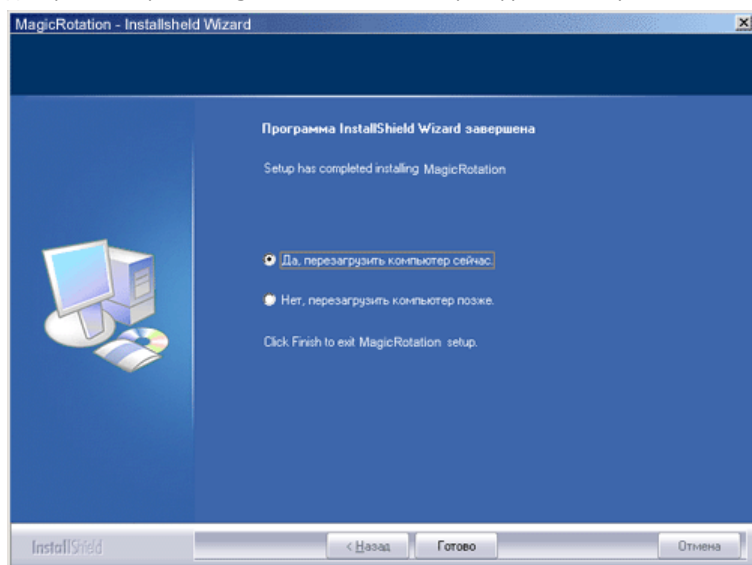 MagicRotation - Installsheld Wizard
Программа InstallShield Wizard завершена
Setup has completed installing MagicRotation
Да, перезагрузить компьютер сейчас.
Нет, перезагрузить компьютер позже.
Click Finish to exit MagicRotation setup.
InstallShield
< Назад Готово Отмена